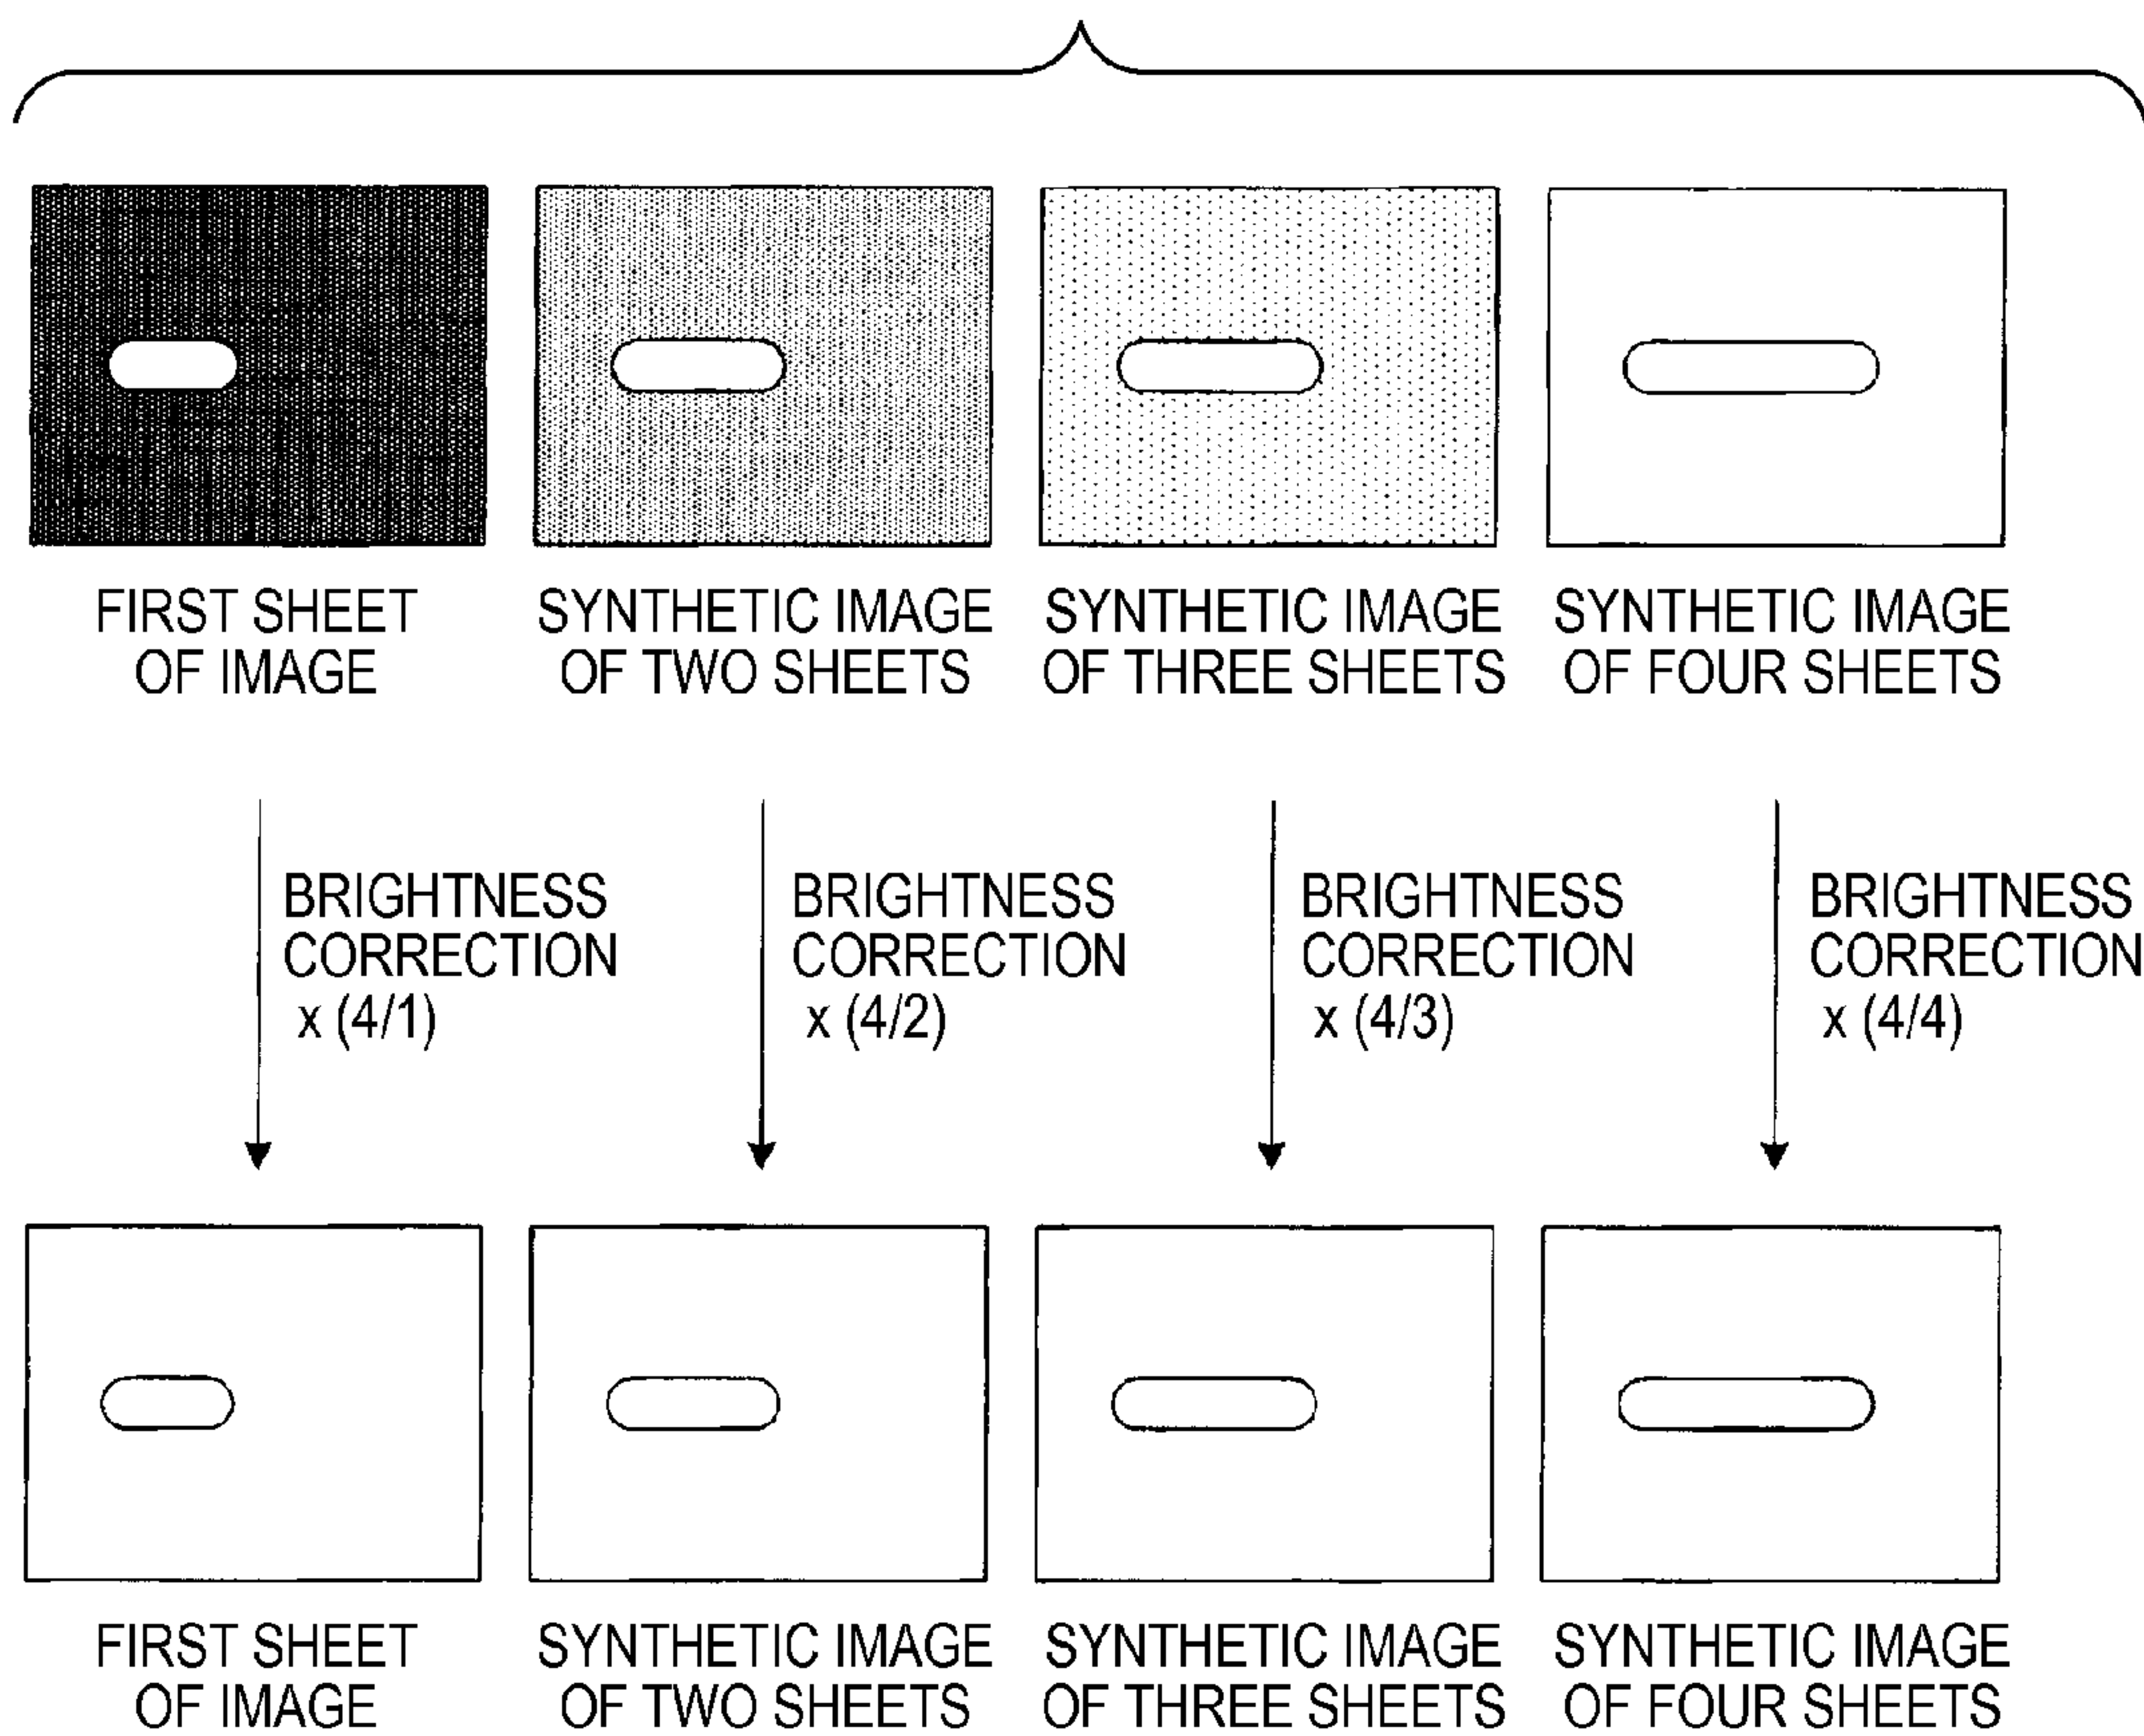 FIRST SHEET
OF IMAGE
SYNTHETIC IMAGE
OF TWO SHEETS
SYNTHETIC IMAGE
OF THREE SHEETS
SYNTHETIC IMAGE
OF FOUR SHEETS
BRIGHTNESS
CORRECTION
x (4/1)
BRIGHTNESS
CORRECTION
x (4/2)
BRIGHTNESS
CORRECTION
x (4/3)
BRIGHTNESS
CORRECTION
x (4/4)
FIRST SHEET
OF IMAGE
SYNTHETIC IMAGE
OF TWO SHEETS
SYNTHETIC IMAGE
OF THREE SHEETS
SYNTHETIC IMAGE
OF FOUR SHEETS